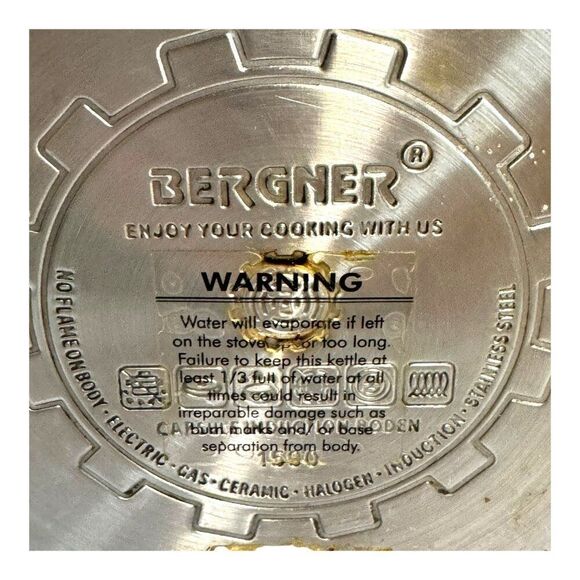 BERGNER®
ENJOY YOUR COOKING WITH US
WARNING
Water will evaporate if left
on the stove for too long.
Failure to keep this kettle at
least 1/3 full of water at all
times could result in
irreparable damage such as
burn marks and/or base
separation from body.
INDUCTION BODEN
NO FLAME ON BODY · ELECTRIC · GAS · CERAMIC · HALOGEN · INDUCTION · STAINLESS STEEL